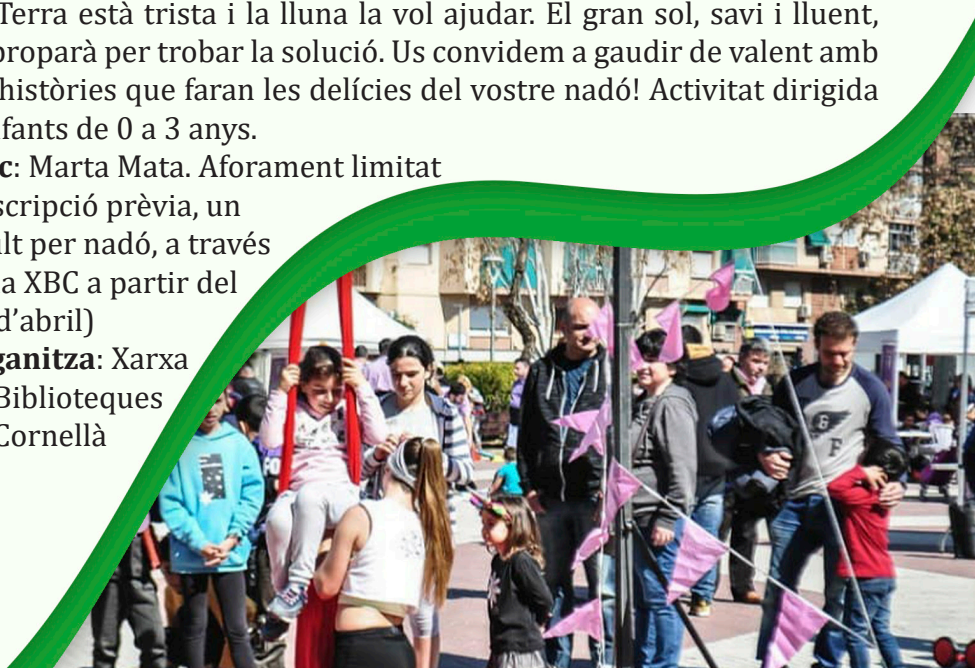 Terra està trista i la lluna la vol ajudar. El gran sol, savi i lluent,
proparà per trobar la solució. Us convidem a gaudir de valent amb
històries que faran les delícies del vostre nadó! Activitat dirigida
fants de 0 a 3 anys.
c: Marta Mata. Aforament limitat
scripció prèvia, un
lt per nadó, a través
a XBC a partir del
d’abril)
ganitza: Xarxa
Biblioteques
Cornellà
G F
F